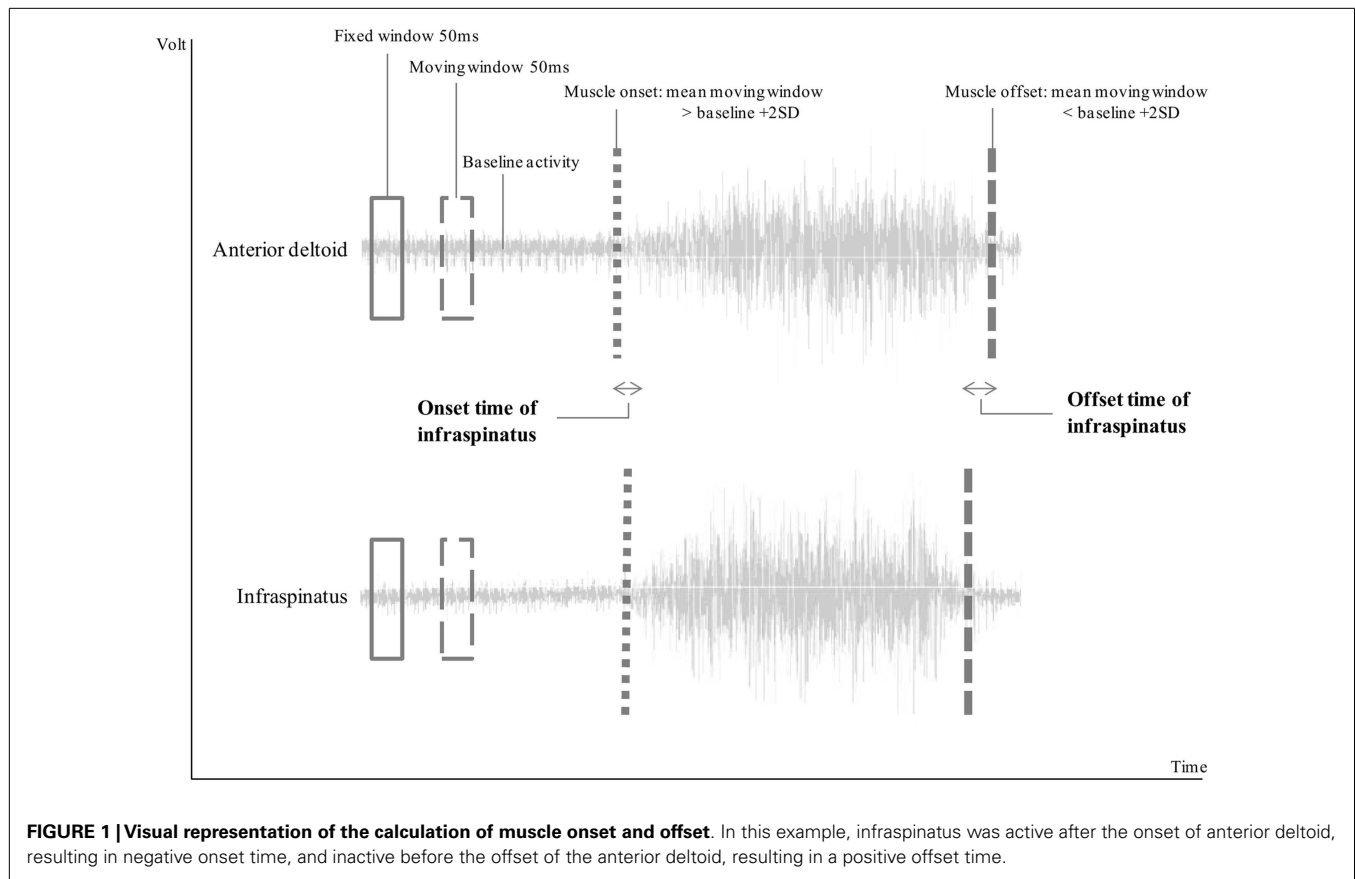 Volt
Fixed window 50ms
Moving window 50ms
Muscle onset: mean moving window
> baseline +2SD
Muscle offset: mean moving window
< baseline +2SD
Baseline activity
Anterior deltoid
Onset time of
infraspinatus
Offset time of
infraspinatus
Infraspinatus
Time
FIGURE 1 | Visual representation of the calculation of muscle onset and offset. In this example, infraspinatus was active after the onset of anterior deltoid,
resulting in negative onset time, and inactive before the offset of the anterior deltoid, resulting in a positive offset time.